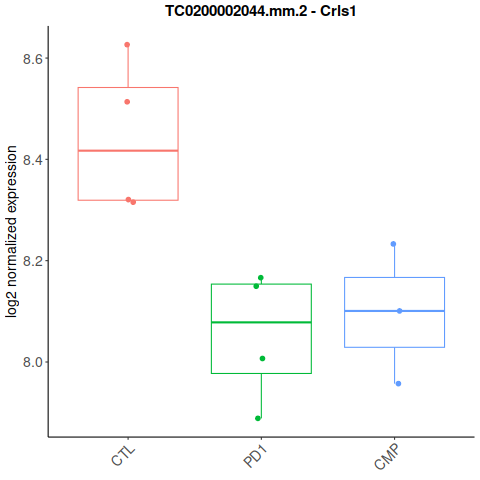 TC0200002044.mm.2 - Crls1
log2 normalized expression
8.6
8.4
8.2
8.0
CTL
PD1
CMP